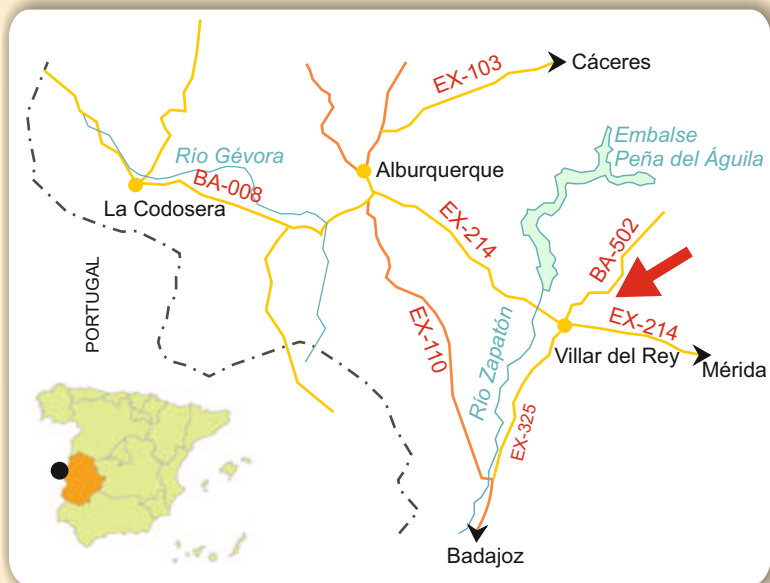 EX-103
Cáceres
Embalse
Peña del Águila
Río Gévora
Alburquerque
BA-008
La Codosera
EX-214
BA-502
PORTUGAL
EX-110
Río Zapatón
EX-214
Villar del Rey
Mérida
EX-325
Badajoz